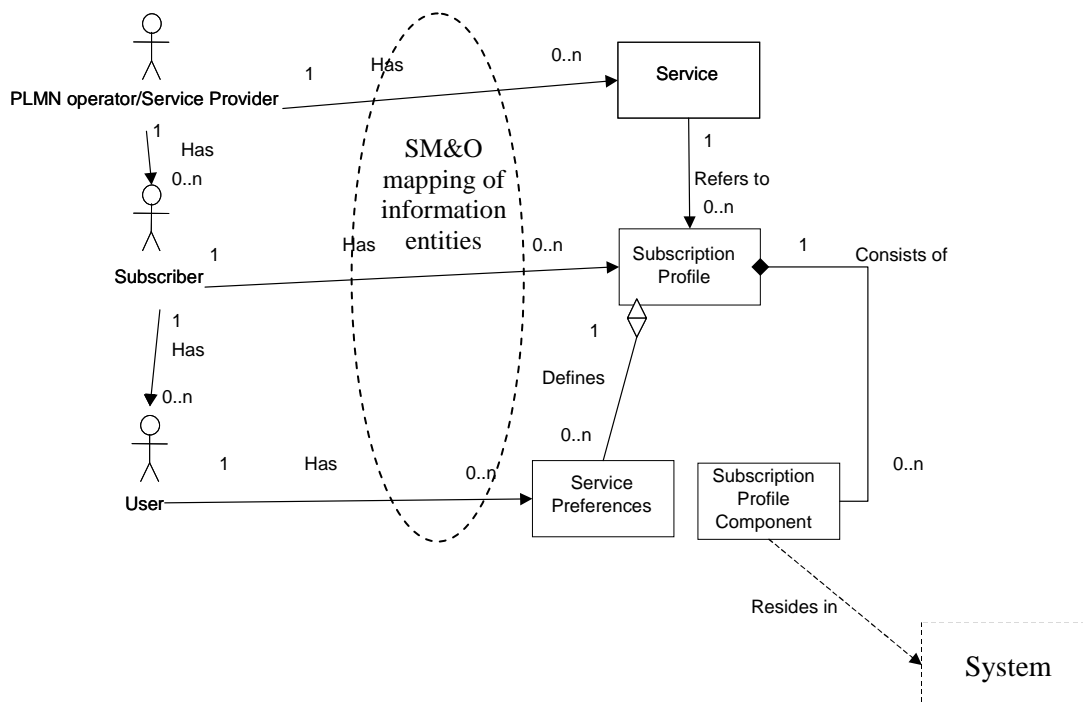 1
Has
0..n
Service
PLMN operator/Service Provider
1
Has
0..n
SM&O
mapping of
information
entities
1
Refers to
0..n
Subscriber
1
Has
0..n
Subscription
Profile
1
Consists of
1
Has
0..n
1
Defines
0..n
User
1
Has
0..n
Service
Preferences
Subscription
Profile
Component
0..n
Resides in
System